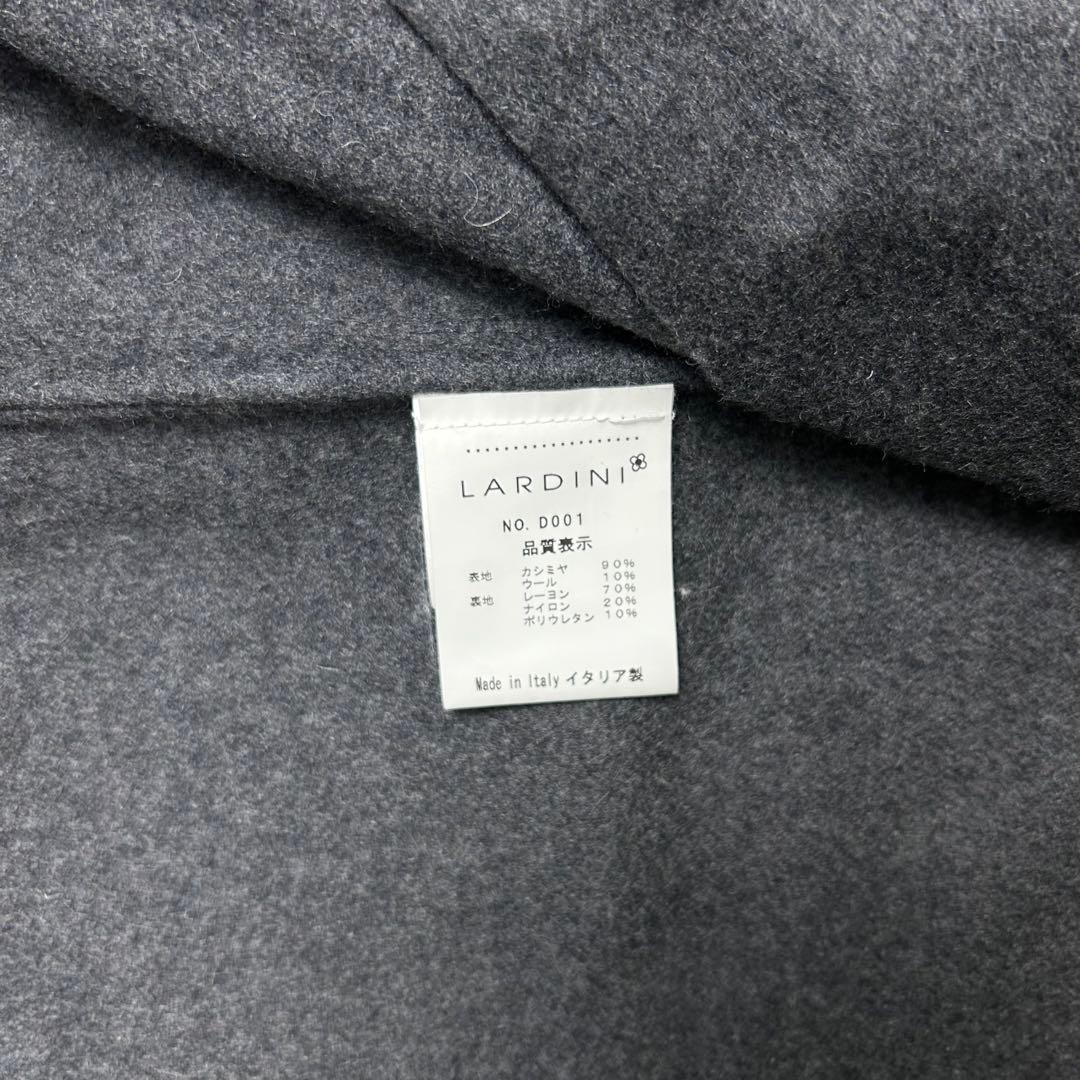 LARDINI
NO. D001
品質表示
表地 カシミヤ 90%
ウール 10%
裏地 レーヨン 70%
ナイロン 20%
ポリウレタン 10%
Made in Italy イタリア製